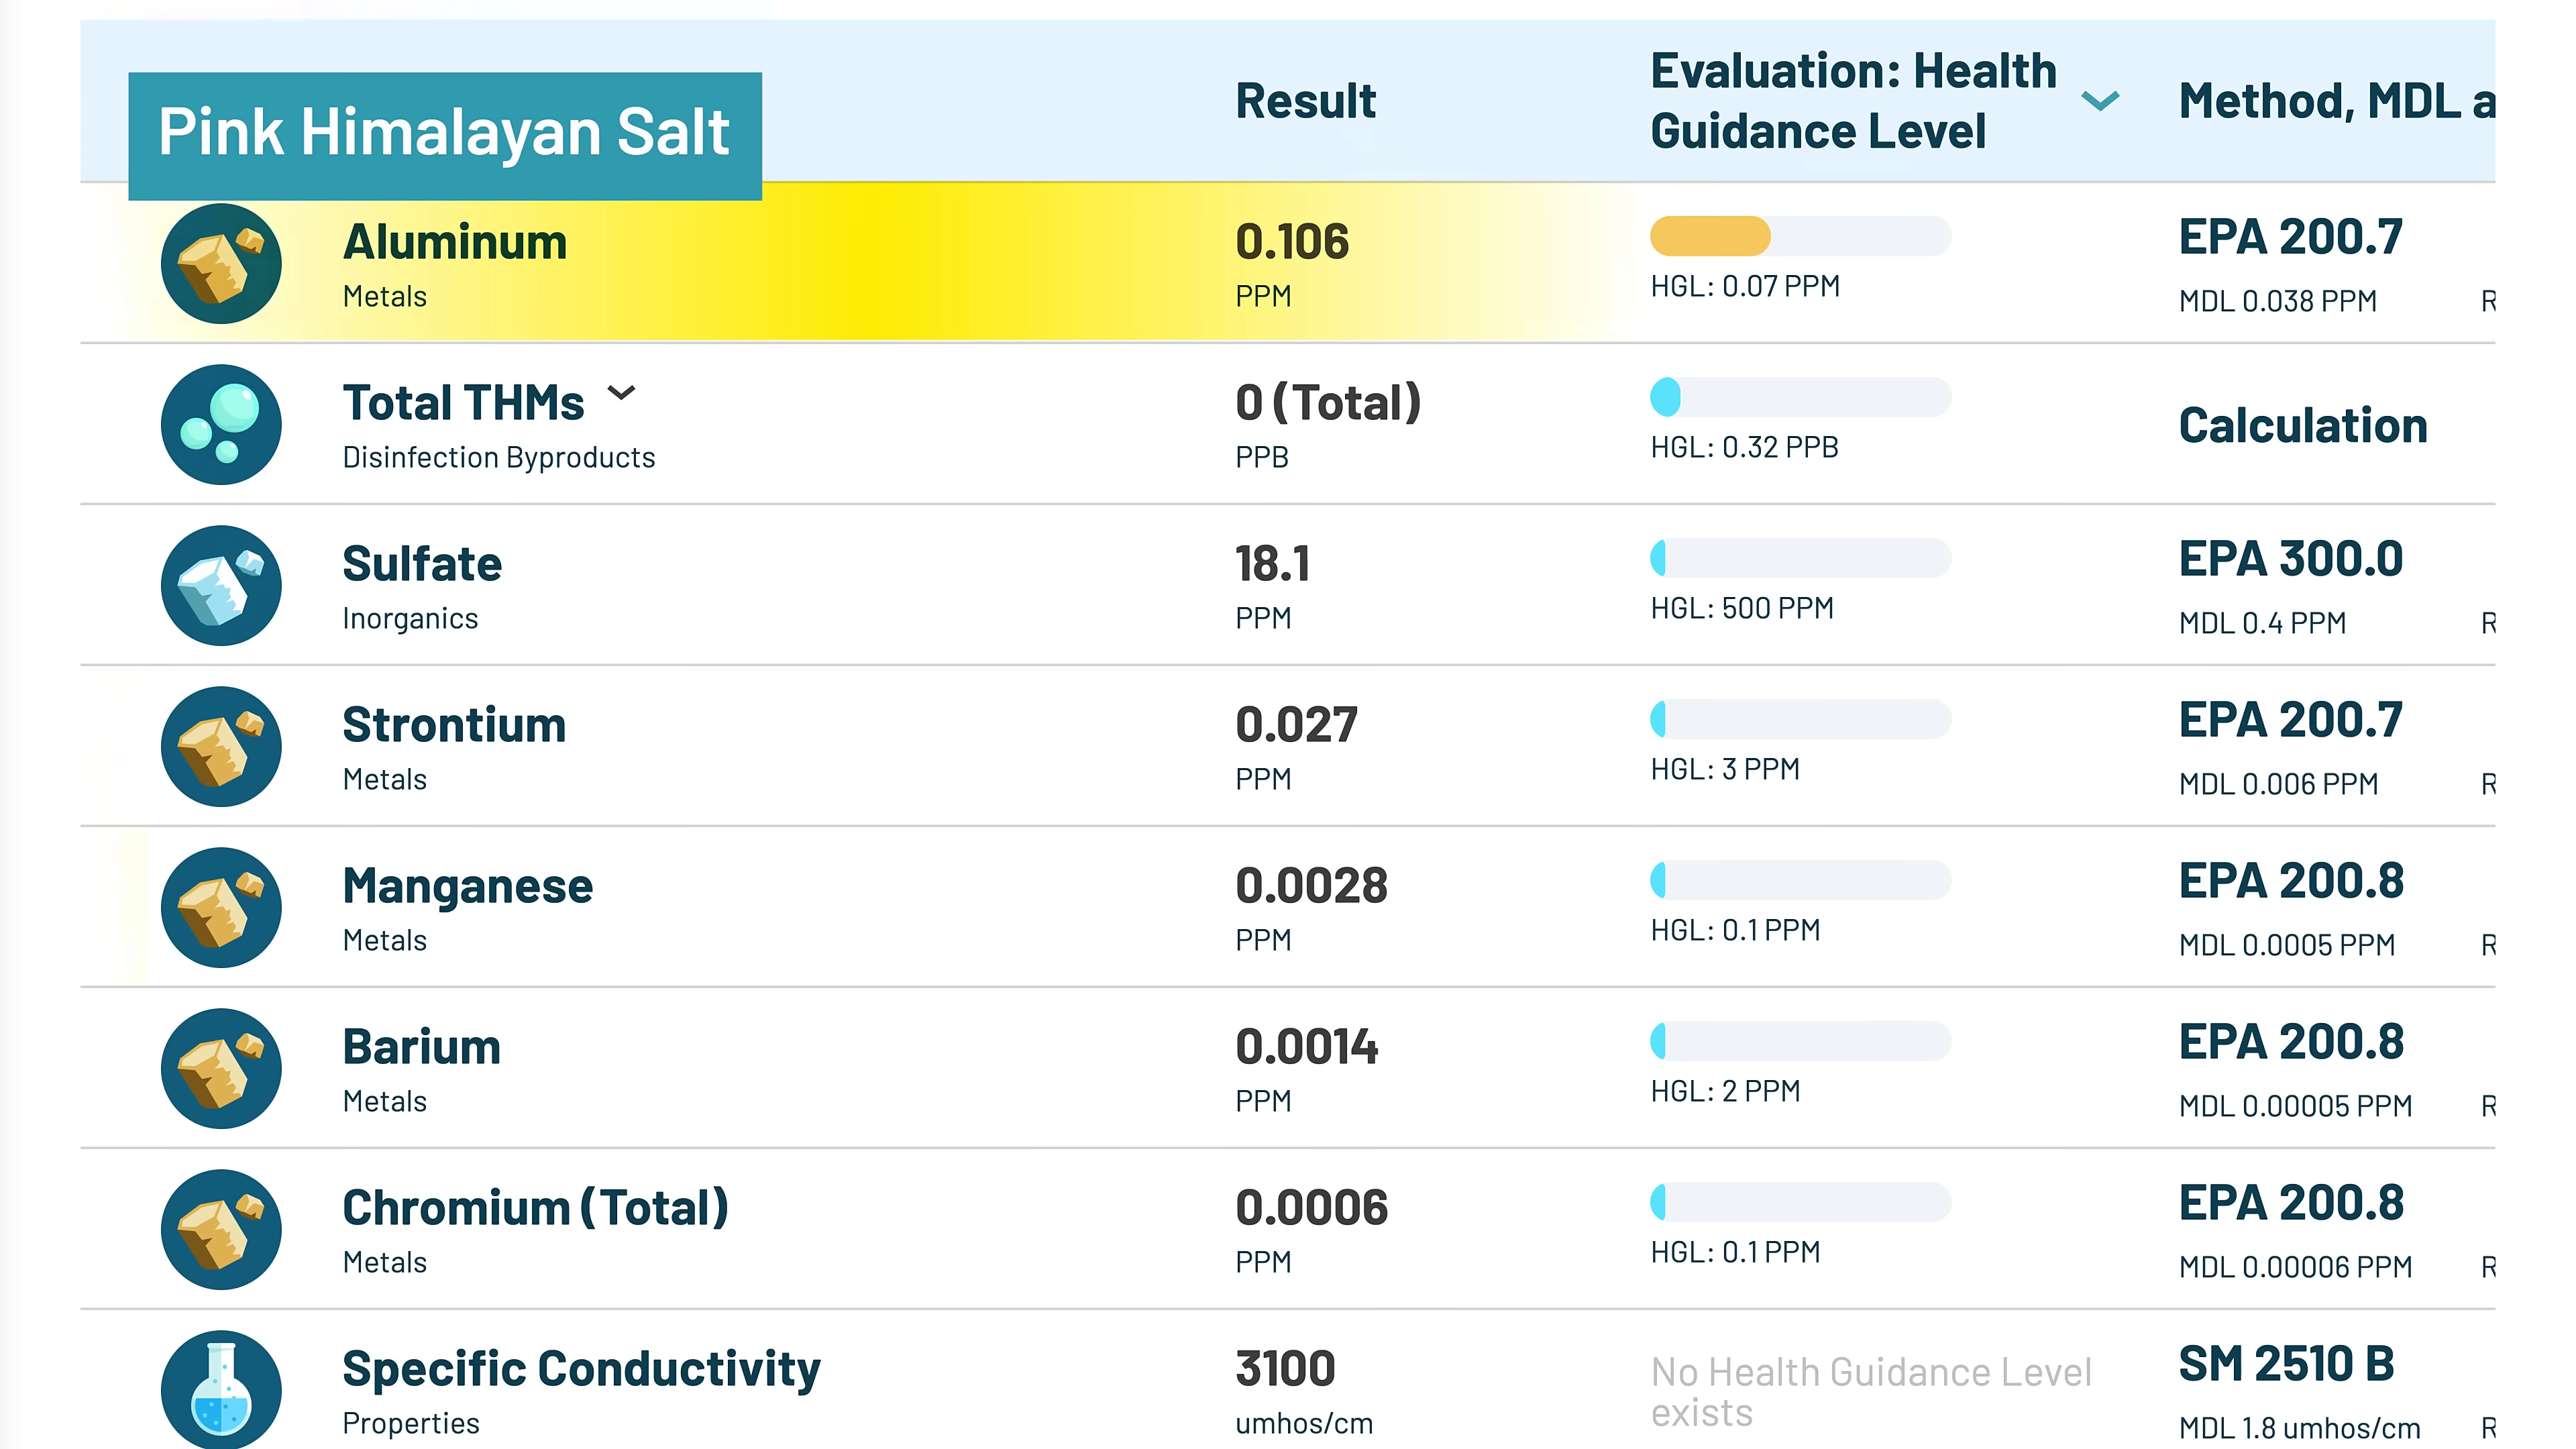 Pink Himalayan Salt
Result
Evaluation: Health
Guidance Level
Method, MDL a
Aluminum
Metals
0.106
PPM
HGL: 0.07 PPM
EPA 200.7
MDL 0.038 PPM
R
Total THMs
Disinfection Byproducts
0 (Total)
PPB
HGL: 0.32 PPB
Calculation
Sulfate
Inorganics
18.1
PPM
HGL: 500 PPM
EPA 300.0
MDL 0.4 PPM
R
Strontium
Metals
0.027
PPM
HGL: 3 PPM
EPA 200.7
MDL 0.006 PPM
R
Manganese
Metals
0.0028
PPM
HGL: 0.1 PPM
EPA 200.8
MDL 0.0005 PPM
R
Barium
Metals
0.0014
PPM
HGL: 2 PPM
EPA 200.8
MDL 0.00005 PPM
R
Chromium (Total)
Metals
0.0006
PPM
HGL: 0.1 PPM
EPA 200.8
MDL 0.00006 PPM
R
Specific Conductivity
Properties
3100
umhos/cm
No Health Guidance Level
exists
SM 2510 B
MDL 1.8 umhos/cm
R